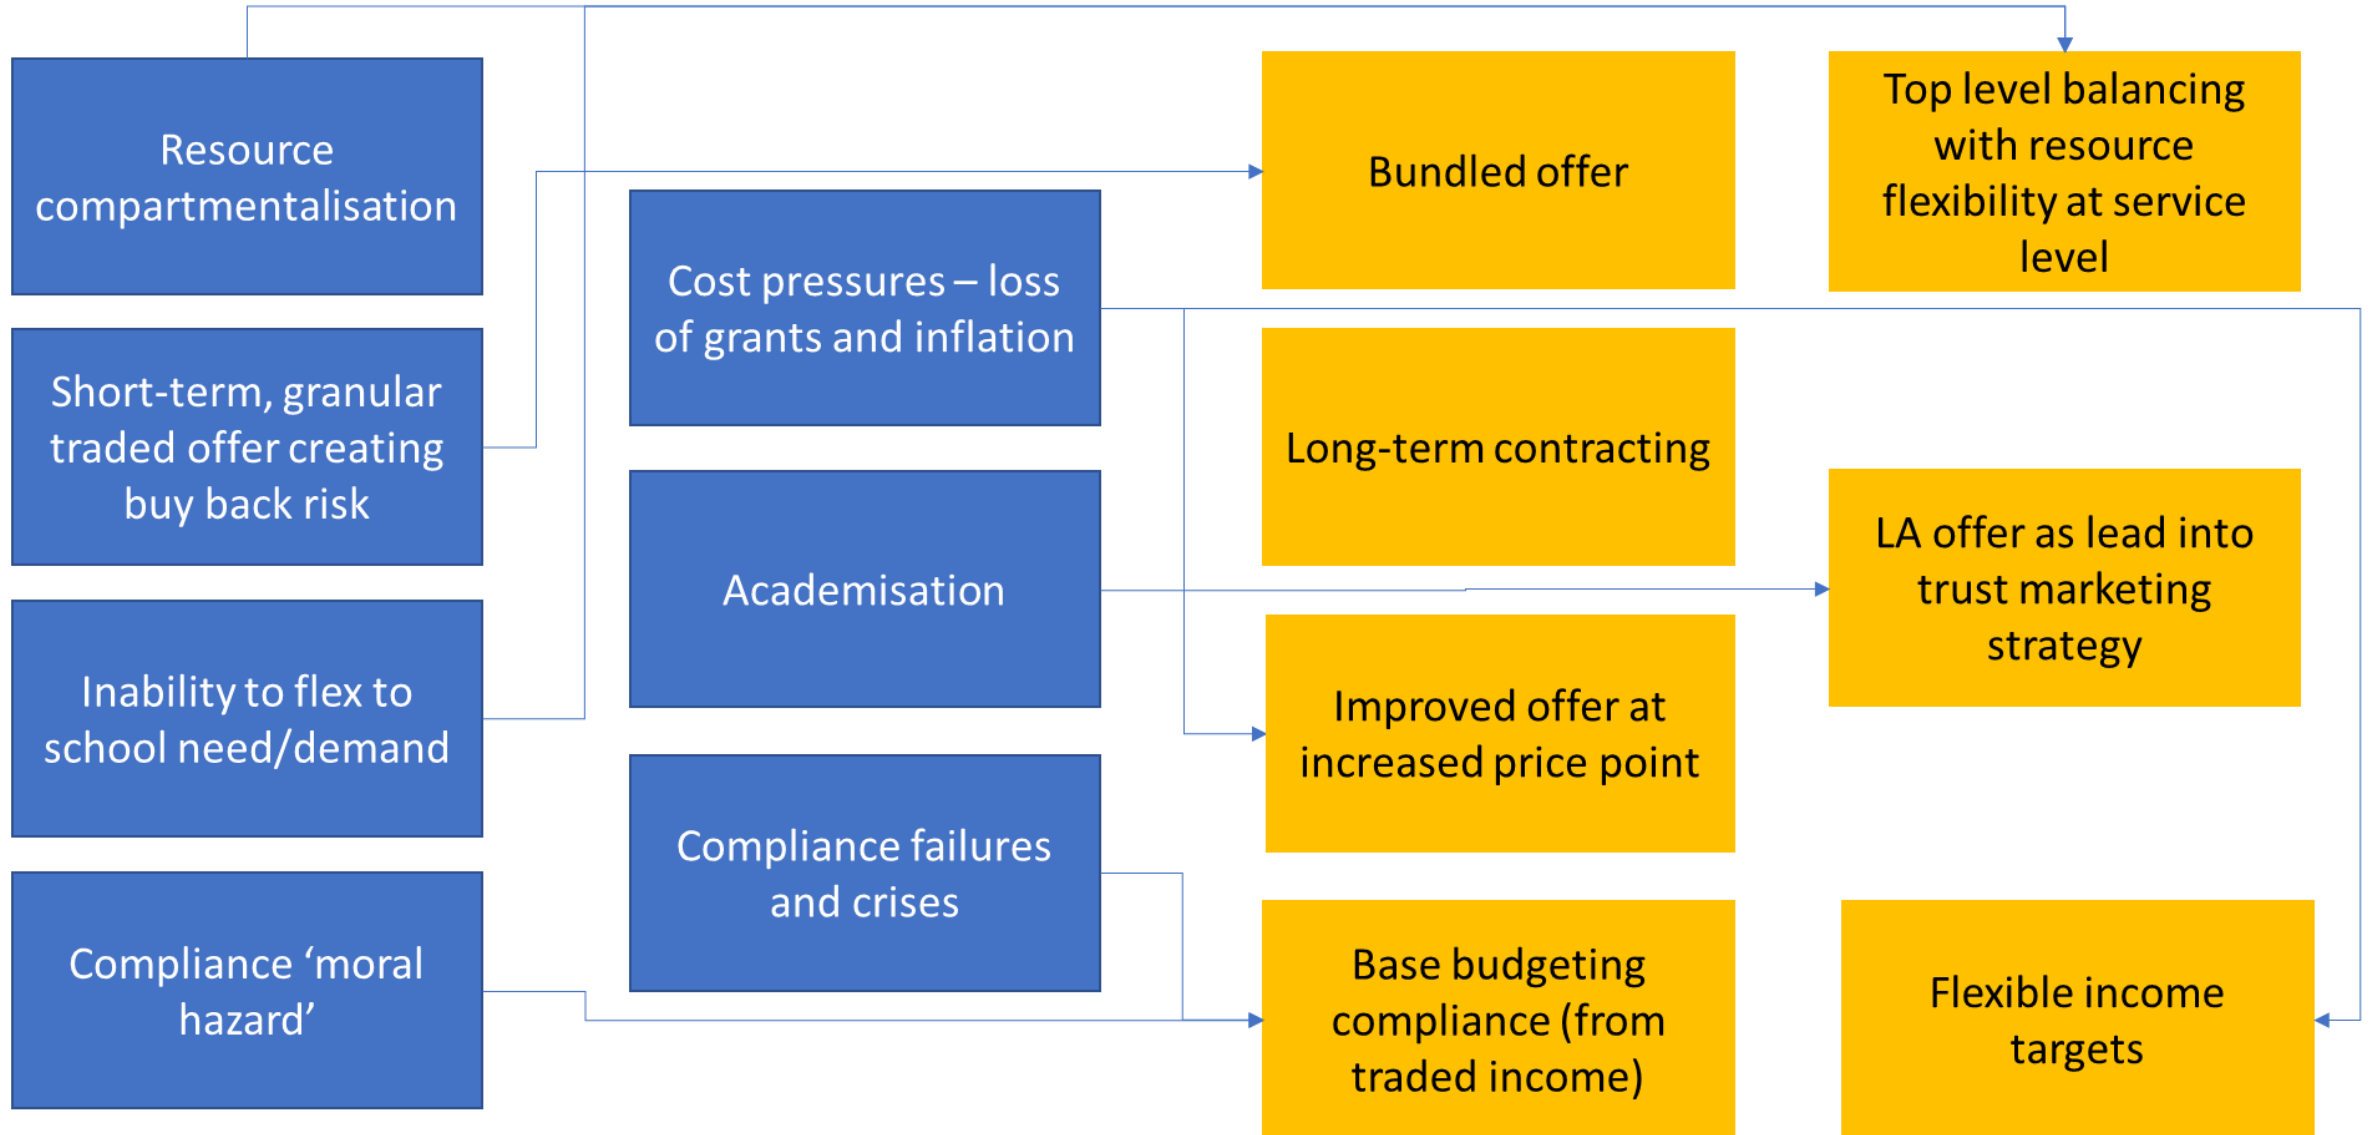 Resource
compartmentalisation
Short-term, granular
traded offer creating
buy back risk
Inability to flex to
school need/demand
Compliance ‘moral
hazard’
Cost pressures – loss
of grants and inflation
Academisation
Compliance failures
and crises
Bundled offer
Long-term contracting
Improved offer at
increased price point
Base budgeting
compliance (from
traded income)
Top level balancing
with resource
flexibility at service
level
LA offer as lead into
trust marketing
strategy
Flexible income
targets